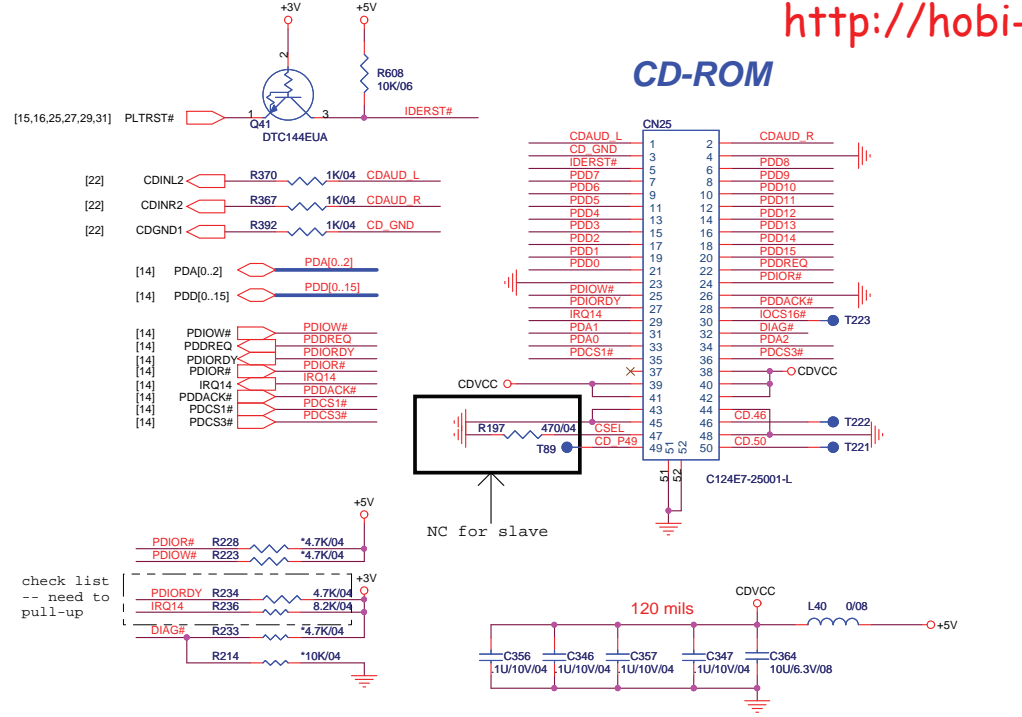 http://hobi-
+3V
+5V
2
R608
10K/06
[15,16,25,27,29,31] PLTRST#
1
3
IDERST#
Q41
DTC144EUA
CD-ROM
[22] CDINL2 R370 1K/04 CDAUD_L
[22] CDINR2 R367 1K/04 CDAUD_R
[22] CDGND1 R392 1K/04 CD_GND
[14] PDA[0..2] PDA[0..2]
[14] PDD[0..15] PDD[0..15]
[14] PDIOW# PDIOW#
[14] PDDREQ PDDREQ
[14] PDIORDY PDIORDY
[14] PDIOR# PDIOR#
[14] IRQ14 IRQ14
[14] PDDACK# PDDACK#
[14] PDCS1# PDCS1#
[14] PDCS3# PDCS3#
CN25
CDAUD_L 1 2 CDAUD_R
CD_GND 3 4
IDERST# 5 6 PDD8
PDD7 7 8 PDD9
PDD6 9 10 PDD10
PDD5 11 12 PDD11
PDD4 13 14 PDD12
PDD3 15 16 PDD13
PDD2 17 18 PDD14
PDD1 19 20 PDD15
PDD0 21 22 PDDREQ
23 24 PDIOR#
PDIOW# 25 26
PDIORDY 27 28 PDDACK#
IRQ14 29 30 IOCS16# T223
PDA1 31 32 DIAG#
PDA0 33 34 PDA2
PDCS1# 35 36 PDCS3#
37 38 CDVCC
CDVCC 39 40
41 42
43 44
45 46 CD.46 T222
R197 470/04 CSEL 47 48
T89 CD_P49 49 50 CD.50 T221
51 52
51 52
C124E7-25001-L
NC for slave
+5V
PDIOR# R228 *4.7K/04
PDIOW# R223 *4.7K/04
check list
-- need to
pull-up
+3V
PDIORDY R234 4.7K/04
IRQ14 R236 8.2K/04
DIAG# R233 *4.7K/04
R214 *10K/04
120 mils
CDVCC
L40 0/08
+5V
C356 C346 C357 C347 C364
.1U/10V/04 .1U/10V/04 .1U/10V/04 .1U/10V/04 10U/6.3V/08